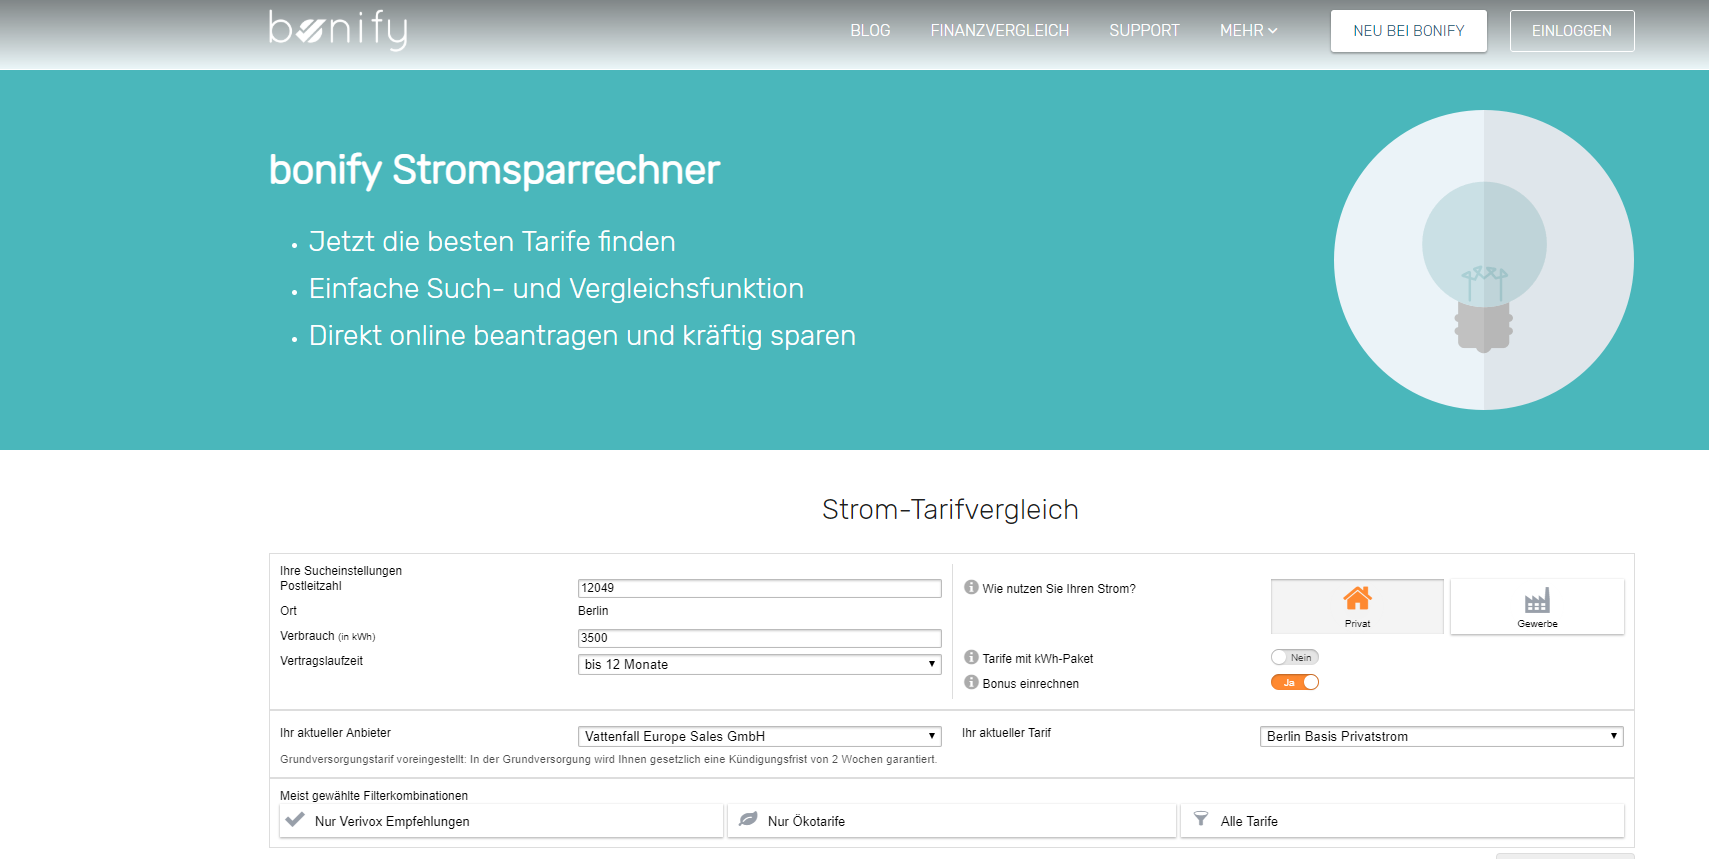 bonify
BLOG FINANZVERGLEICH SUPPORT MEHR NEU BEI BONIFY EINLOGGEN
bonify Stromsparrechner
• Jetzt die besten Tarife finden
• Einfache Such- und Vergleichsfunktion
• Direkt online beantragen und kräftig sparen
Strom-Tarifvergleich
Ihre Sucheinstellungen
Postleitzahl 12049
Ort Berlin
Verbrauch (in kWh) 3500
Vertragslaufzeit bis 12 Monate
Wie nutzen Sie Ihren Strom? Privat Gewerbe
Tarife mit kWh-Paket Nein
Bonus einrechnen Ja
Ihr aktueller Anbieter Vattenfall Europe Sales GmbH Ihr aktueller Tarif Berlin Basis Privatstrom
Grundversorgungstarif voreingestellt: In der Grundversorgung wird Ihnen gesetzlich eine Kündigungsfrist von 2 Wochen garantiert.
Meist gewählte Filterkombinationen
Nur Verivox Empfehlungen Nur Ökotarife Alle Tarife